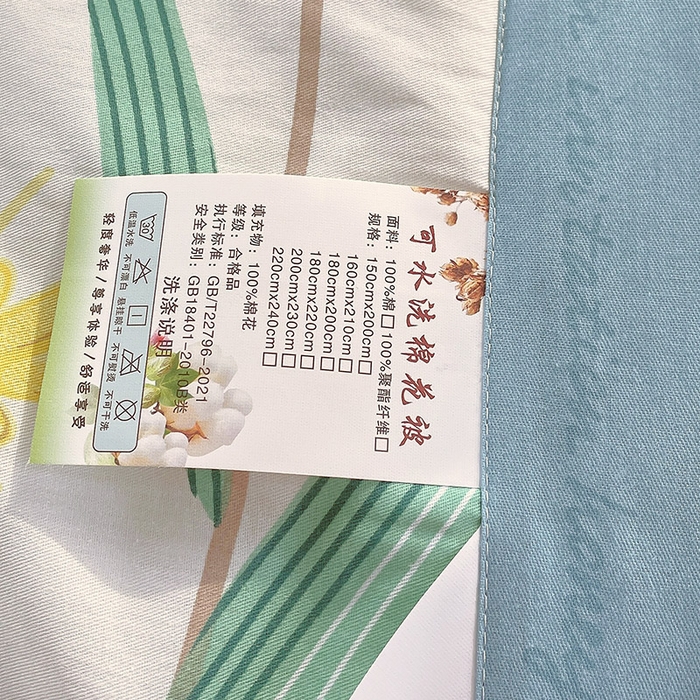 可水洗棉花被
面料：100%棉□ 100%聚酯纤维□
规格：150cmx200cm□
160cmx210cm□
180cmx200cm□
180cmx220cm□
200cmx230cm□
220cmx240cm□
填充物：100%棉花
等级：合格品
执行标准：GB/T22796-2021
安全类别：GB18401-2010B类
洗涤说明
30
低温水洗 不可漂白 悬挂晾干 不可熨烫 不可干洗
轻度奢华/尊享体验/舒适享受